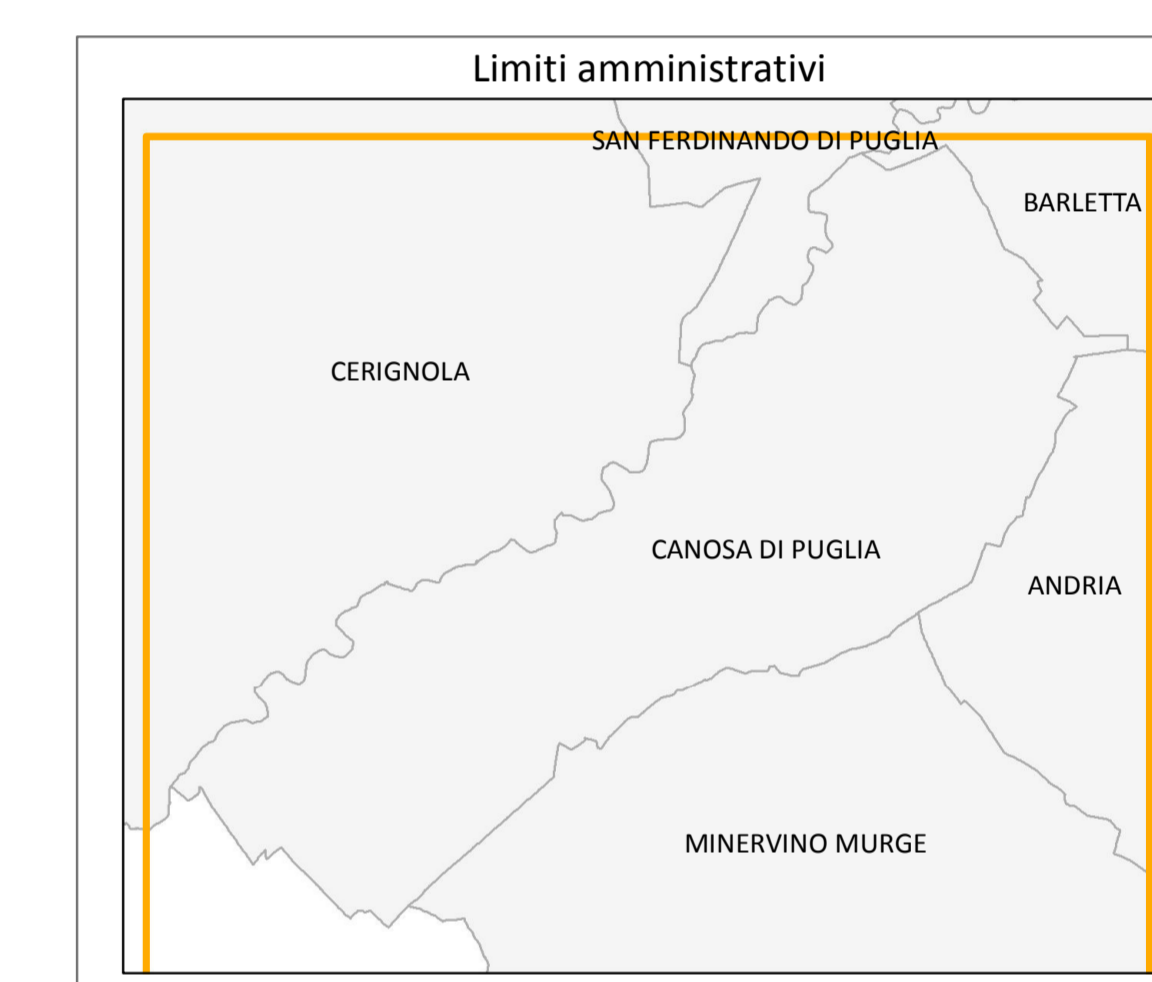 Limiti amministrativi
SAN FERDINANDO DI PUGLIA
BARLETTA
CERIGNOLA
CANOSA DI PUGLIA
ANDRIA
MINERVINO MURGE